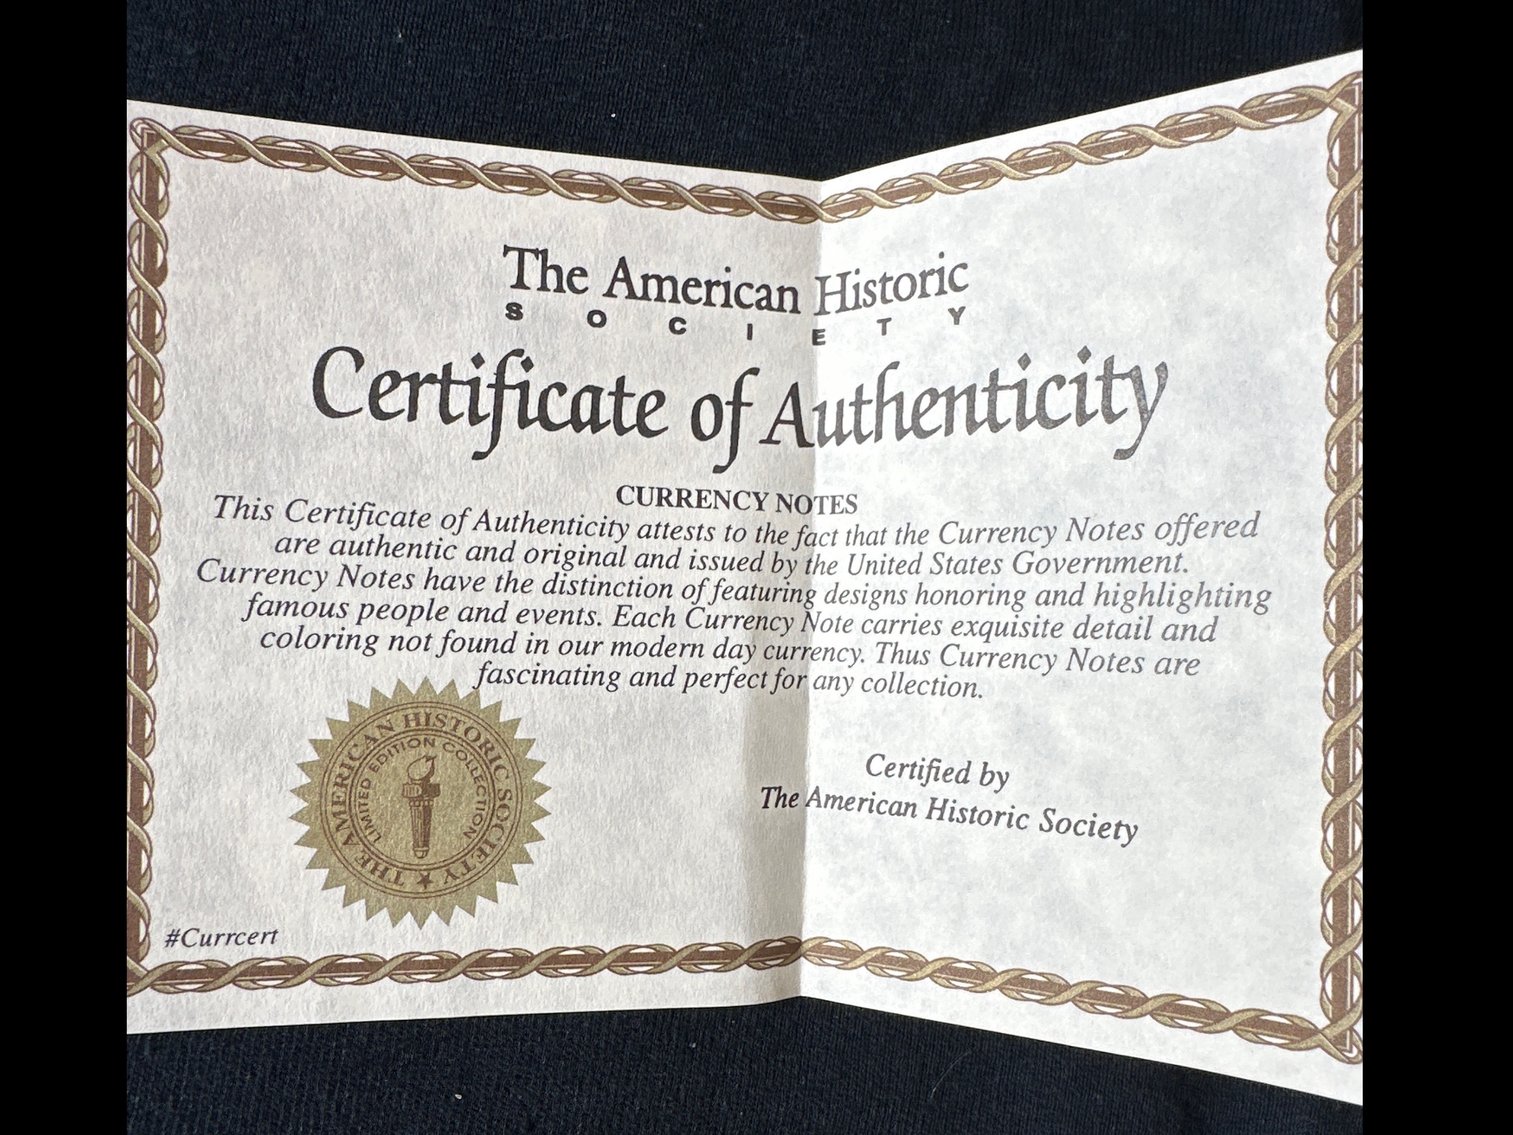 The American Historic
SOCIETY
Certificate of Authenticity
CURRENCY NOTES
This Certificate of Authenticity attests to the fact that the Currency Notes offered
are authentic and original and issued by the United States Government.
Currency Notes have the distinction of featuring designs honoring and highlighting
famous people and events. Each Currency Note carries exquisite detail and
coloring not found in our modern day currency. Thus Currency Notes are
fascinating and perfect for any collection.
THE AMERICAN HISTORIC SOCIETY
LIMITED EDITION COLLECTION
Certified by
The American Historic Society
#Currcert